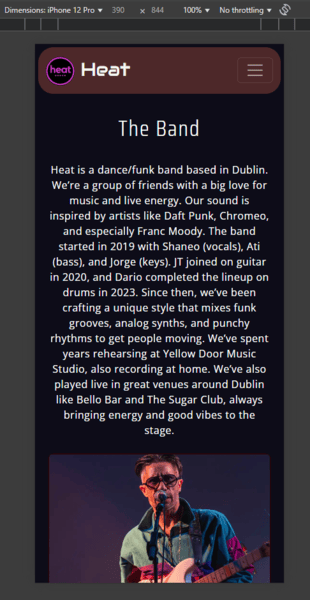 Dimensions: iPhone 12 Pro ▼ 390 × 844 100% ▼ No throttling ▼
heat Heat
The Band
Heat is a dance/funk band based in Dublin.
We’re a group of friends with a big love for
music and live energy. Our sound is
inspired by artists like Daft Punk, Chromeo,
and especially Franc Moody. The band
started in 2019 with Shaneo (vocals), Ati
(bass), and Jorge (keys). JT joined on guitar
in 2020, and Dario completed the lineup on
drums in 2023. Since then, we’ve been
crafting a unique style that mixes funk
grooves, analog synths, and punchy
rhythms to get people moving. We’ve spent
years rehearsing at Yellow Door Music
Studio, also recording at home. We’ve also
played live in great venues around Dublin
like Bello Bar and The Sugar Club, always
bringing energy and good vibes to the
stage.